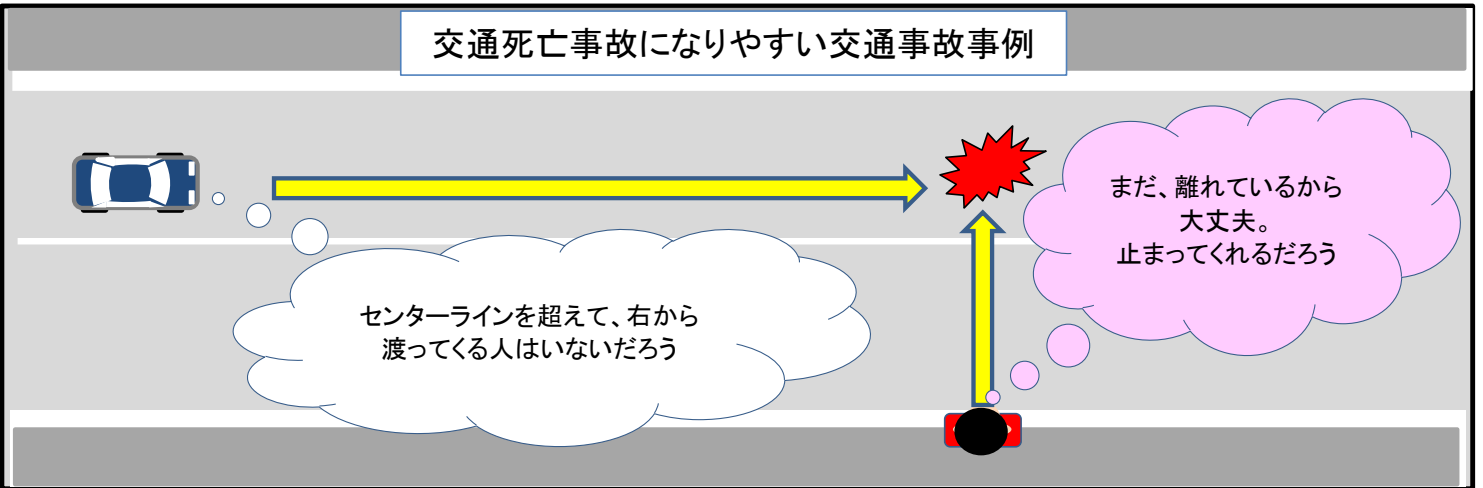 交通死亡事故になりやすい交通事故事例
まだ、離れているから
大丈夫。
止まってくれるだろう
センターラインを超えて、右から
渡ってくる人はいないだろう